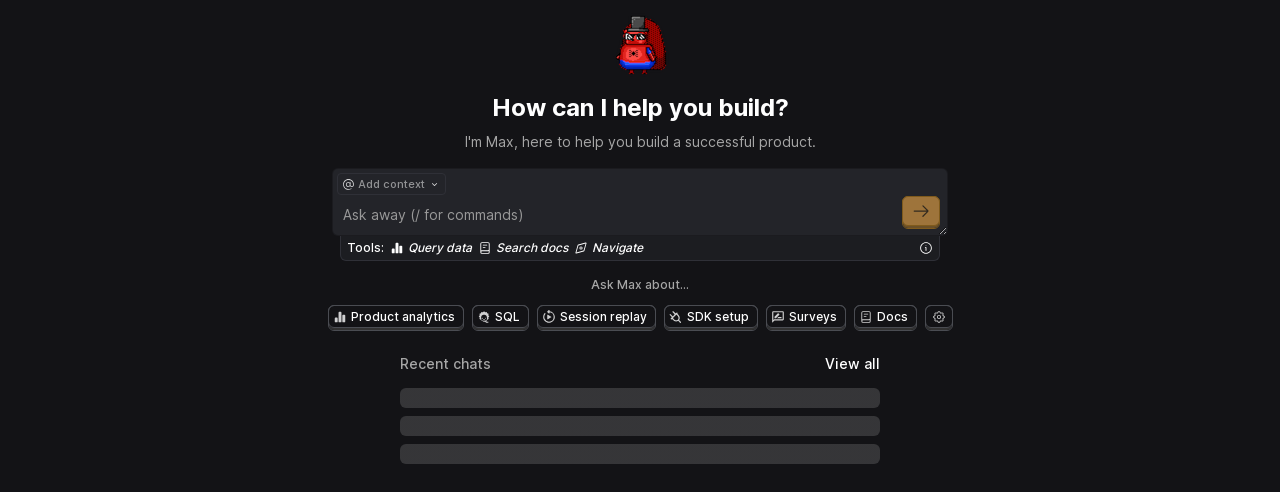 How can I help you build?
I'm Max, here to help you build a successful product.
@ Add context
Ask away (/ for commands)
Tools: Query data Search docs Navigate
Ask Max about...
Product analytics SQL Session replay SDK setup Surveys Docs
Recent chats View all